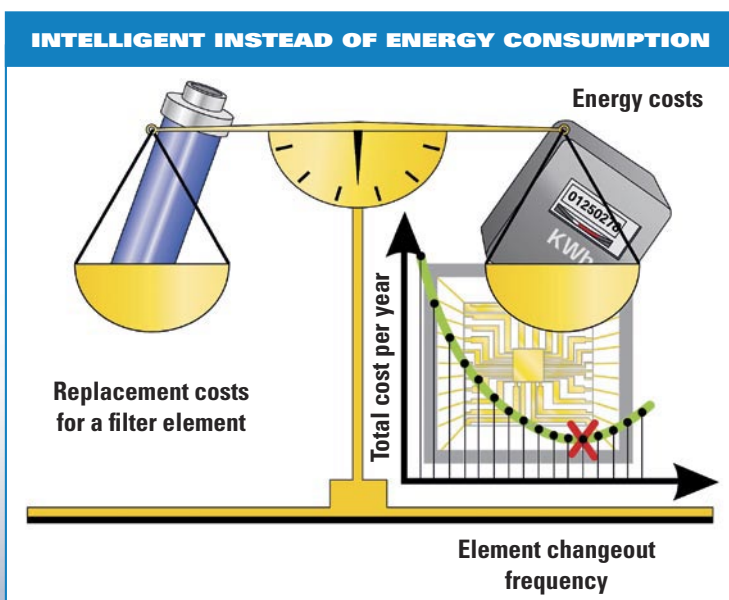 INTELLIGENT INSTEAD OF ENERGY CONSUMPTION
Energy costs
01250278
KWh
Replacement costs
for a filter element
Total cost per year
Element changeout
frequency